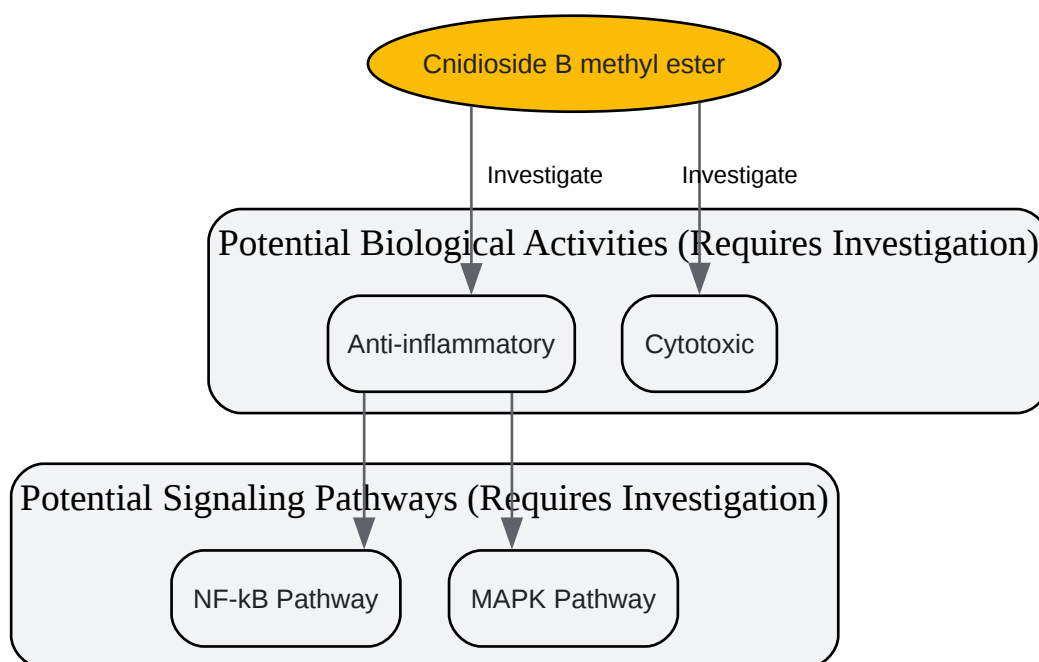 Cnidioside B methyl ester
Investigate
Investigate
Potential Biological Activities (Requires Investigation)
Anti-inflammatory
Cytotoxic
Potential Signaling Pathways (Requires Investigation)
NF-kB Pathway
MAPK Pathway